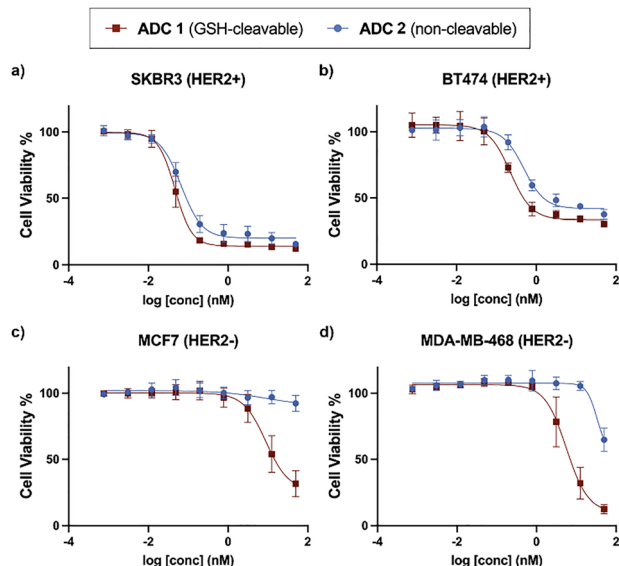 ADC 1 (GSH-cleavable) ADC 2 (non-cleavable)
a) SKBR3 (HER2+)
Cell Viability %
100
50
0
-4 -2 0 2
log [conc] (nM)
b) BT474 (HER2+)
Cell Viability %
100
50
0
-4 -2 0 2
log [conc] (nM)
c) MCF7 (HER2-)
Cell Viability %
100
50
0
-4 -2 0 2
log [conc] (nM)
d) MDA-MB-468 (HER2-)
Cell Viability %
100
50
0
-4 -2 0 2
log [conc] (nM)